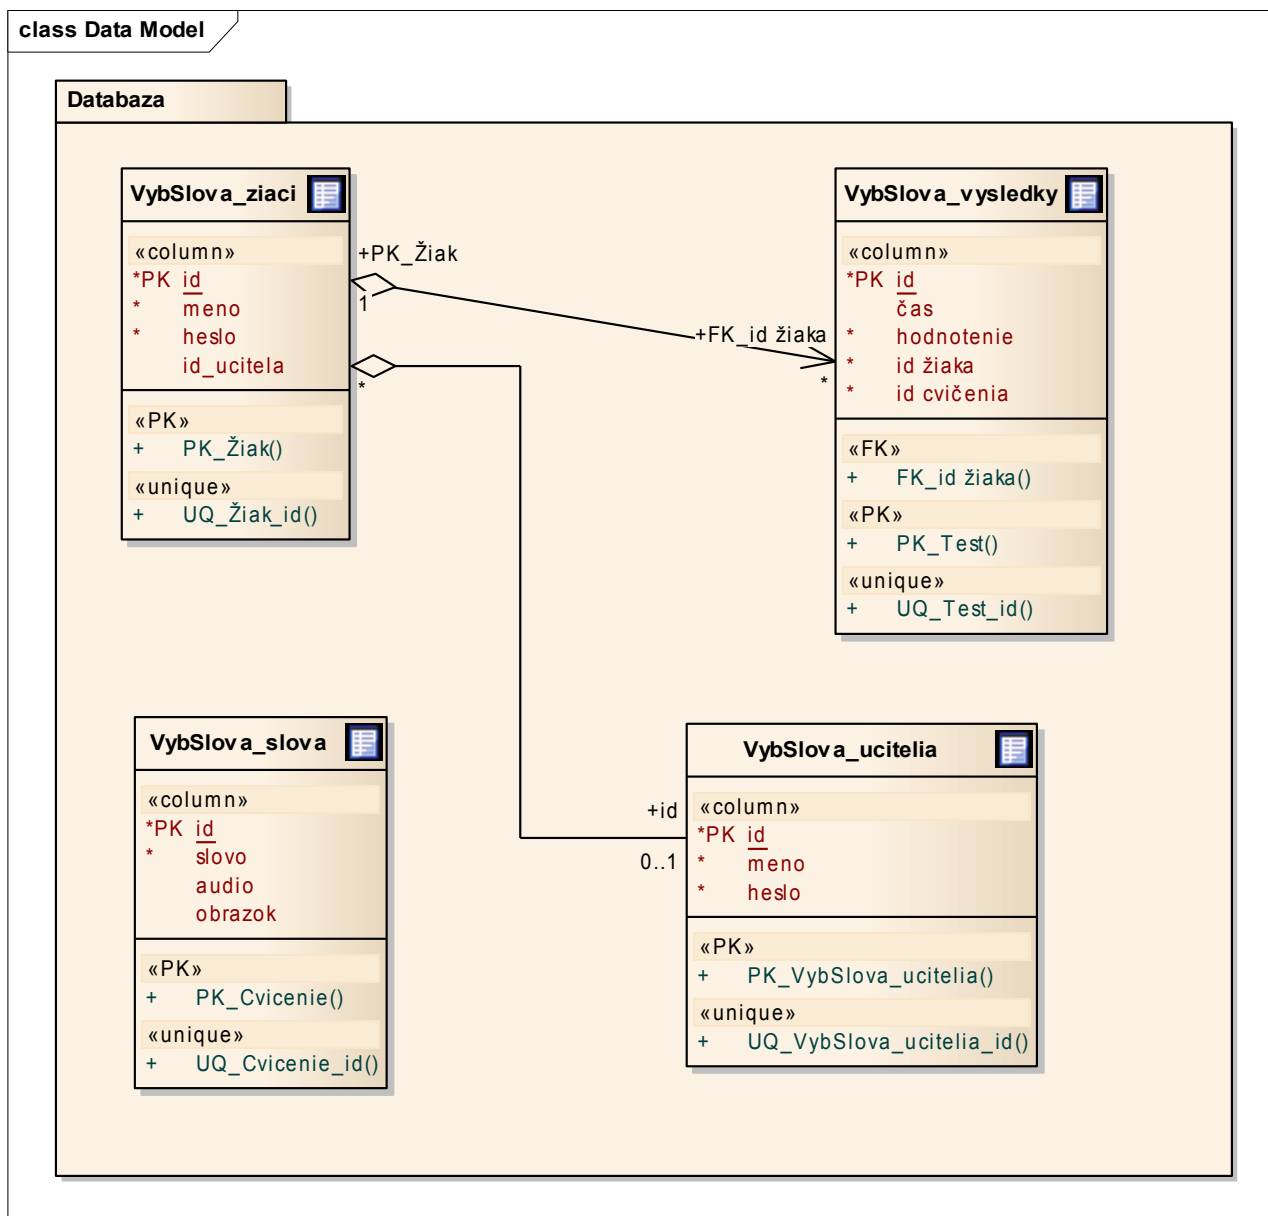 class Data Model
Databaza
VybSlova_ziaci
«column»
*PK id
* meno
* heslo
id_ucitela
«PK»
+ PK_Žiak()
«unique»
+ UQ_Žiak_id()
+PK_Žiak
1
+FK_id žiaka
*
*
VybSlova_vysledky
«column»
*PK id
čas
* hodnotenie
* id žiaka
* id cvičenia
«FK»
+ FK_id žiaka()
«PK»
+ PK_Test()
«unique»
+ UQ_Test_id()
VybSlova_slova
«column»
*PK id
* slovo
audio
obrazok
«PK»
+ PK_Cvicenie()
«unique»
+ UQ_Cvicenie_id()
+id
0..1
VybSlova_ucitelia
«column»
*PK id
* meno
* heslo
«PK»
+ PK_VybSlova_ucitelia()
«unique»
+ UQ_VybSlova_ucitelia_id()